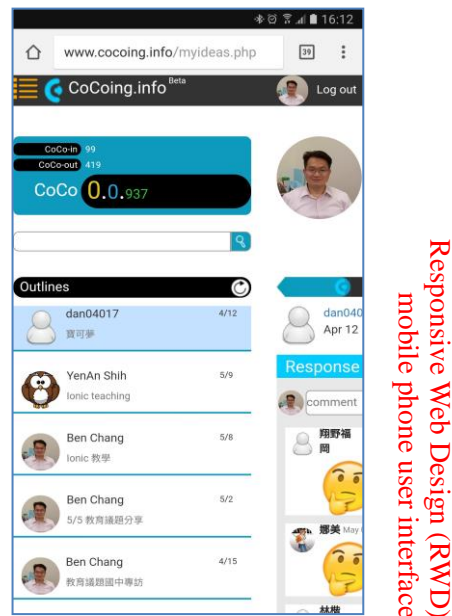 16:12
www.cocoing.info/myideas.php
39
CoCoing.info Beta
Log out
CoCo-in 99
CoCo-out 419
CoCo 0.0.937
Outlines
dan04017 4/12
寶可夢
YenAn Shih 5/9
Ionic teaching
Ben Chang 5/8
Ionic 教學
Ben Chang 5/2
5/5 教育議題分享
Ben Chang 4/15
教育議題國中專訪
dan040
Apr 12
Response
comment
翔野福
岡
娜美 May
林楷
Responsive Web Design (RWD)
mobile phone user interface